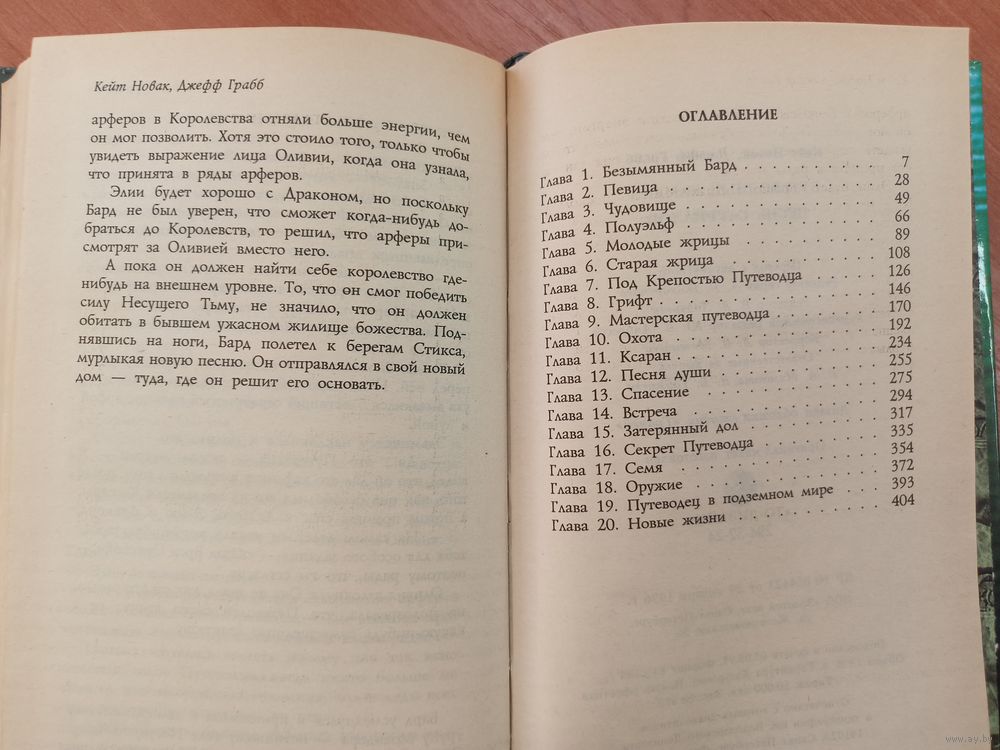 Кейт Новак, Джефф Грабб
арферов в Королевства отняли больше энергии, чем
он мог позволить. Хотя это стоило того, только чтобы
увидеть выражение лица Оливии, когда она узнала,
что принята в ряды арферов.
Элии будет хорошо с Драконом, но поскольку
Бард не был уверен, что сможет когда-нибудь до-
браться до Королевств, то решил, что арферы при-
смотрят за Оливией вместо него.
А пока он должен найти себе королевство где-
нибудь на внешнем уровне. То, что он смог победить
силу Несущего Тьму, не значило, что он должен
обитать в бывшем ужасном жилище божества. Под-
нявшись на ноги, Бард полетел к берегам Стикса,
мурлыкая новую песню. Он отправлялся в свой новый
дом — туда, где он решит его основать.
ОГЛАВЛЕНИЕ
Глава 1. Безымянный Бард . . . . . . . . . . 7
Глава 2. Певица . . . . . . . . . . 28
Глава 3. Чудовище . . . . . . . . . . 49
Глава 4. Полуэльф . . . . . . . . . . 66
Глава 5. Молодые жрицы . . . . . . . . . . 89
Глава 6. Старая жрица . . . . . . . . . . 108
Глава 7. Под Крепостью Путеводца . . . . . 126
Глава 8. Грифт . . . . . . . . . . 146
Глава 9. Мастерская путеводца . . . . . . . 170
Глава 10. Охота . . . . . . . . . . 192
Глава 11. Ксаран . . . . . . . . . . 234
Глава 12. Песня души . . . . . . . . . . 255
Глава 13. Спасение . . . . . . . . . . 275
Глава 14. Встреча . . . . . . . . . . 294
Глава 15. Затерянный дол . . . . . . . . . 317
Глава 16. Секрет Путеводца . . . . . . . . 335
Глава 17. Семя . . . . . . . . . . 354
Глава 18. Оружие . . . . . . . . . . 372
Глава 19. Путеводец в подземном мире . . . 393
Глава 20. Новые жизни . . . . . . . . . 404
www.ay.by